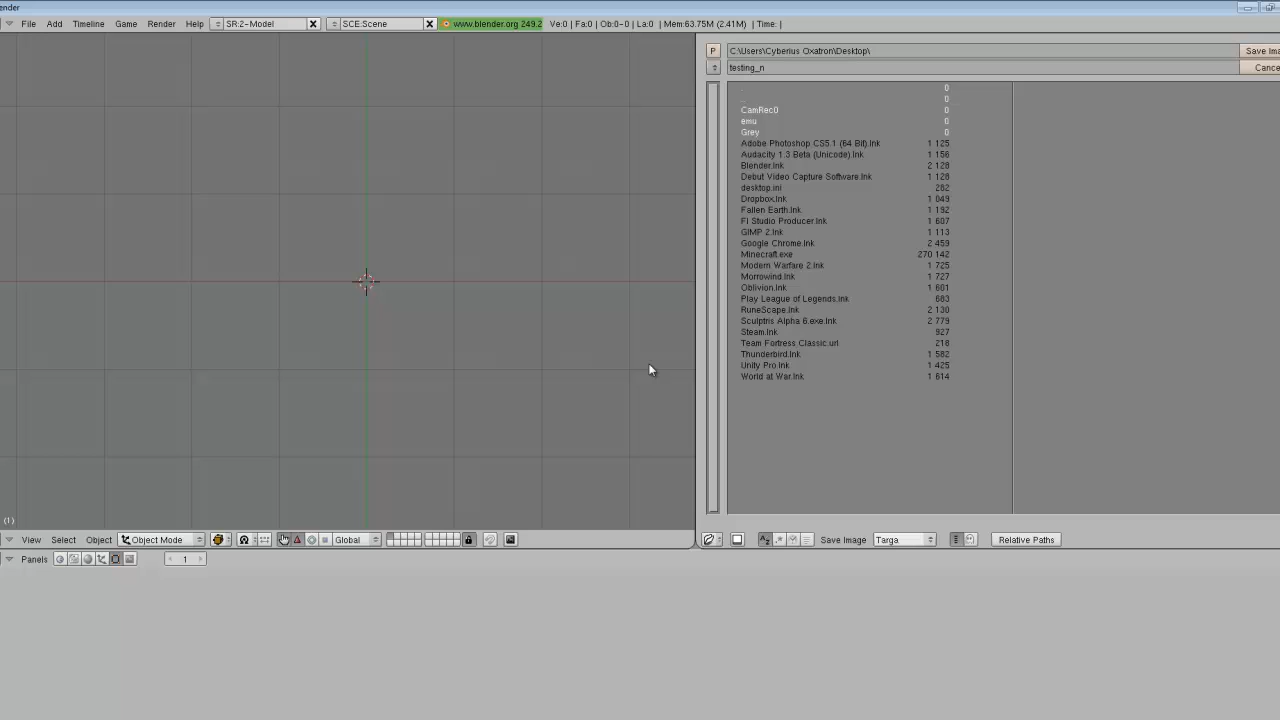 ender
File Add Timeline Game Render Help SR:2-Model SCE:Scene www.blender.org 249.2 Ve:0 | Fa:0 | Ob:0-0 | La:0 | Mem:63.75M (2.41M) | Time: |
P C:\Users\Cyberius Oxatron\Desktop\ Save Ima
testing_n Cance
. 0
.. 0
CamRec0 0
emu 0
Grey 0
Adobe Photoshop CS5.1 (64 Bit).lnk 1 125
Audacity 1.3 Beta (Unicode).lnk 1 156
Blender.lnk 2 128
Debut Video Capture Software.lnk 1 128
desktop.ini 282
Dropbox.lnk 1 049
Fallen Earth.lnk 1 192
Fl Studio Producer.lnk 1 607
GIMP 2.lnk 1 113
Google Chrome.lnk 2 459
Minecraft.exe 270 142
Modern Warfare 2.lnk 1 725
Morrowind.lnk 1 727
Oblivion.lnk 1 601
Play League of Legends.lnk 683
RuneScape.lnk 2 130
Sculptris Alpha 6.exe.lnk 2 779
Steam.lnk 927
Team Fortress Classic.url 218
Thunderbird.lnk 1 582
Unity Pro.lnk 1 425
World at War.lnk 1 614
(1)
View Select Object Object Mode Global
Save Image Targa Relative Paths
Panels 1